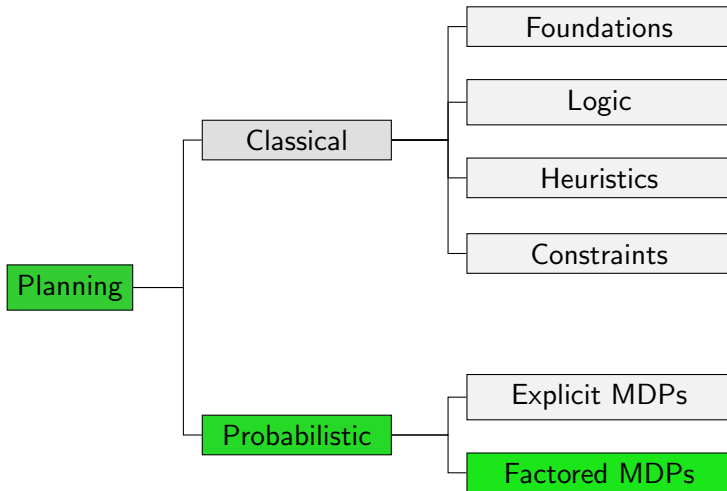 Planning
Classical
Foundations
Logic
Heuristics
Constraints
Probabilistic
Explicit MDPs
Factored MDPs